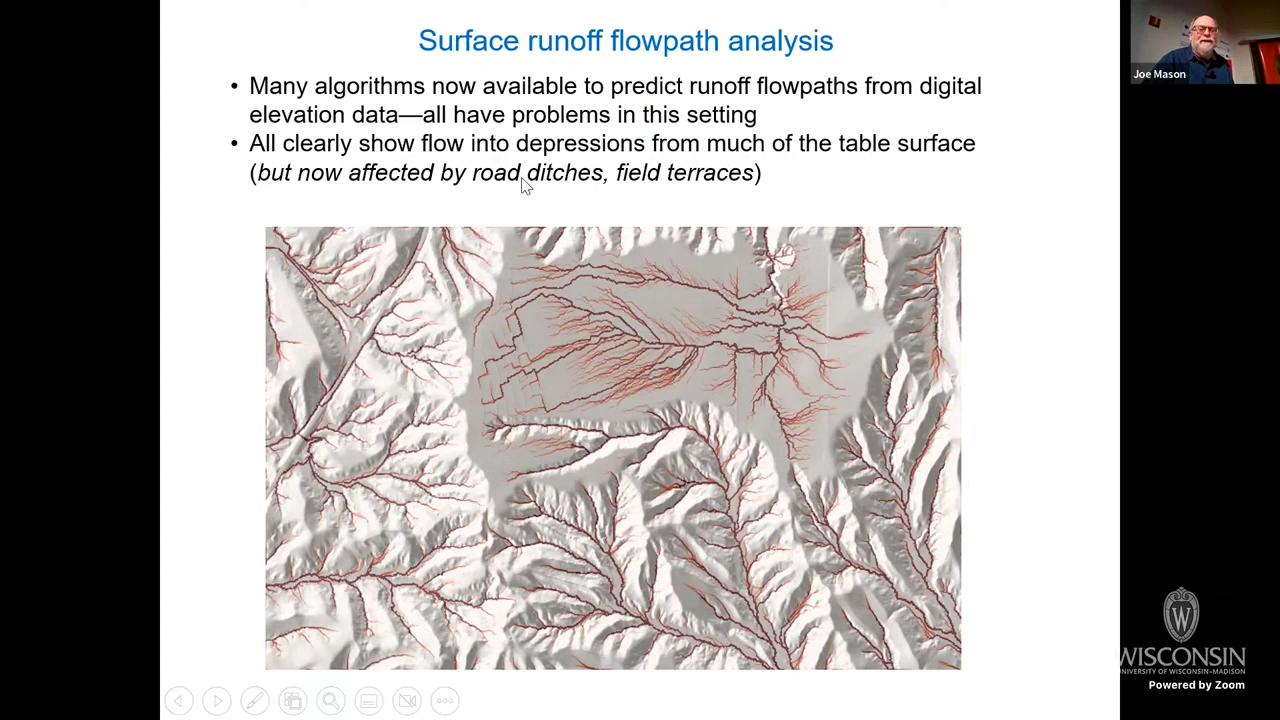 Surface runoff flowpath analysis
• Many algorithms now available to predict runoff flowpaths from digital
elevation data—all have problems in this setting
• All clearly show flow into depressions from much of the table surface
(but now affected by road ditches, field terraces)
Joe Mason
W
WISCONSIN
UNIVERSITY OF WISCONSIN–MADISON
Powered by Zoom